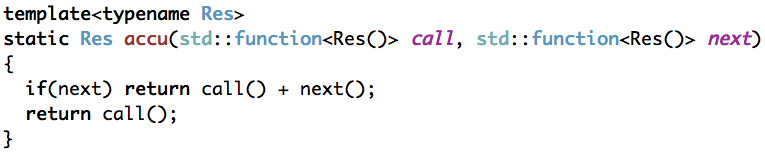 template<typename Res>
static Res accu(std::function<Res()> call, std::function<Res()> next)
{
  if(next) return call() + next();
  return call();
}